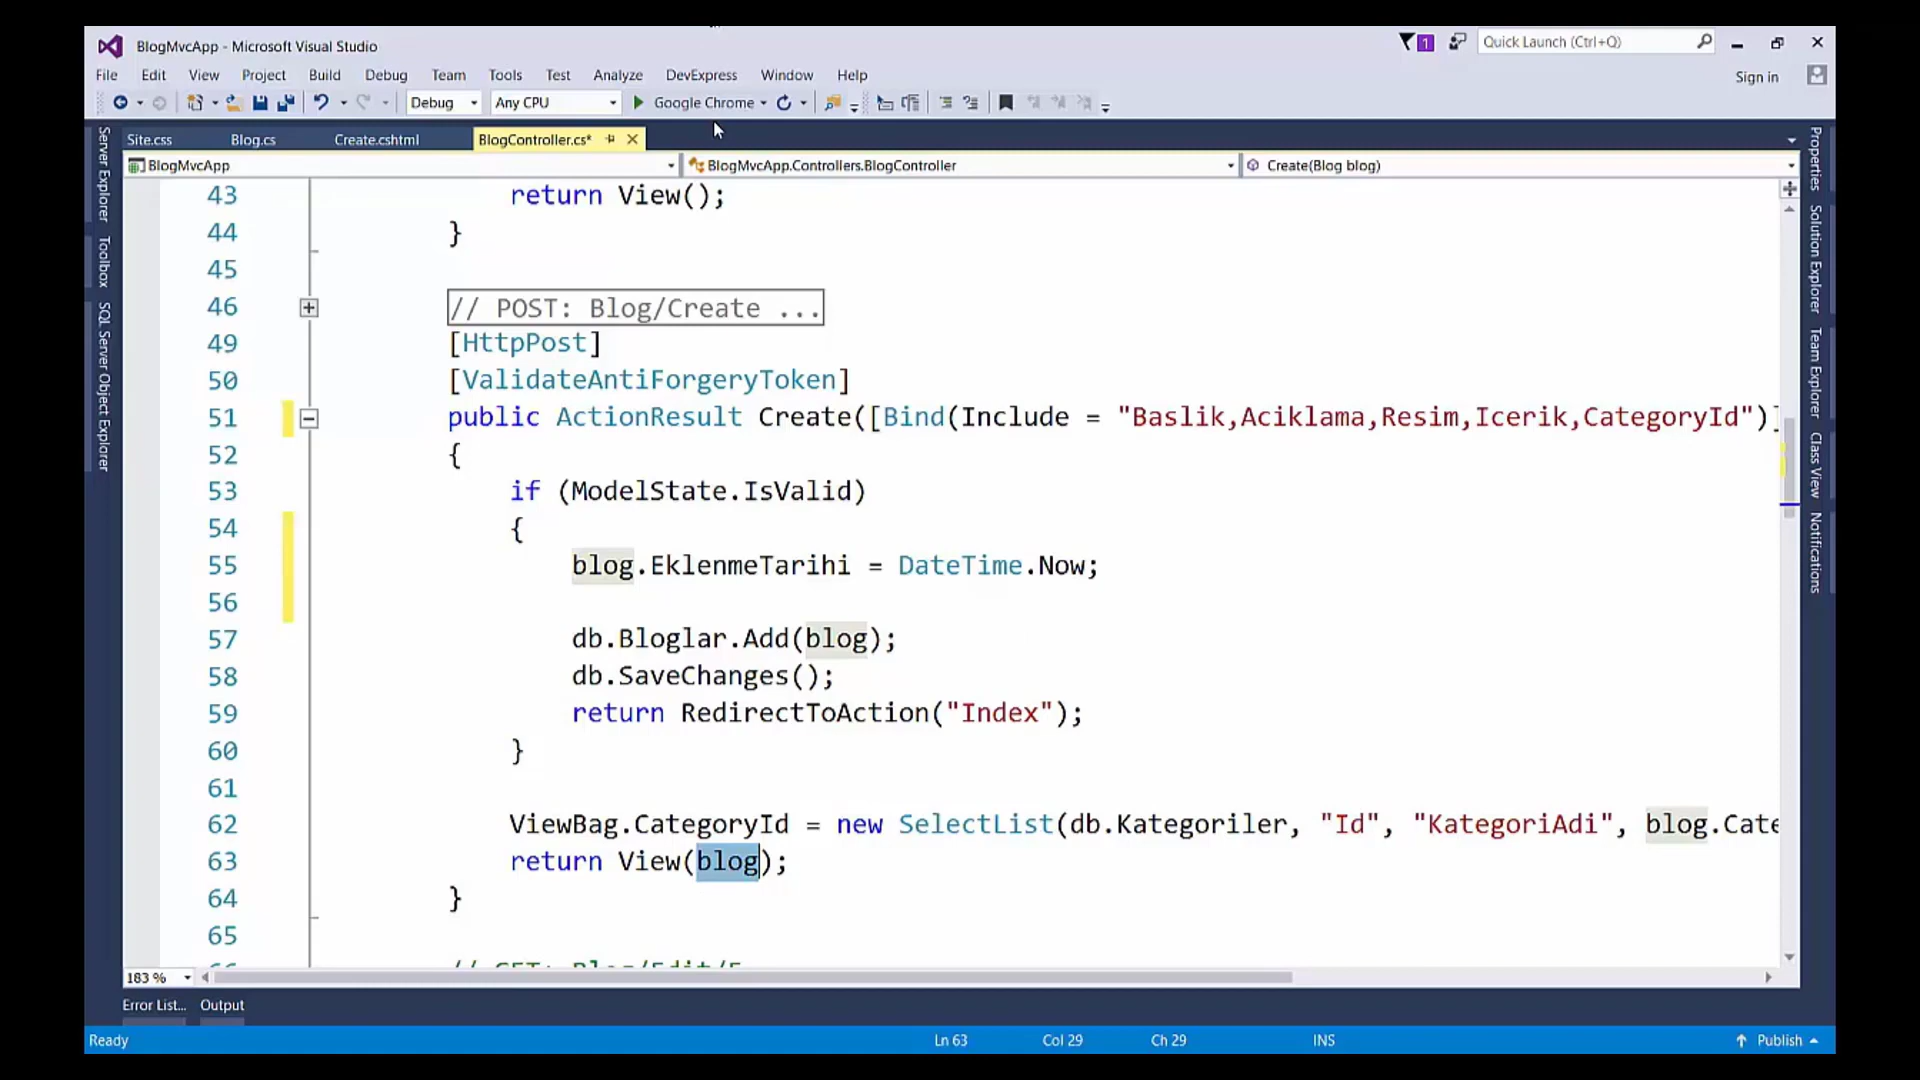 BlogMvcApp - Microsoft Visual Studio
1
Quick Launch (Ctrl+Q)
File Edit View Project Build Debug Team Tools Test Analyze DevExpress Window Help
Sign in
Debug Any CPU Google Chrome
Site.css Blog.cs Create.cshtml BlogController.cs*
BlogMvcApp BlogMvcApp.Controllers.BlogController Create(Blog blog)
Server Explorer
Toolbox
SQL Server Object Explorer
43 return View();
44 }
45
46 // POST: Blog/Create ...
49 [HttpPost]
50 [ValidateAntiForgeryToken]
51 public ActionResult Create([Bind(Include = "Baslik,Aciklama,Resim,Icerik,CategoryId")]
52 {
53 if (ModelState.IsValid)
54 {
55 blog.EklenmeTarihi = DateTime.Now;
56
57 db.Bloglar.Add(blog);
58 db.SaveChanges();
59 return RedirectToAction("Index");
60 }
61
62 ViewBag.CategoryId = new SelectList(db.Kategoriler, "Id", "KategoriAdi", blog.Cate
63 return View(blog);
64 }
65
Properties
Solution Explorer
Team Explorer
Class View
Notifications
183 %
Error List... Output
Ready Ln 63 Col 29 Ch 29 INS Publish